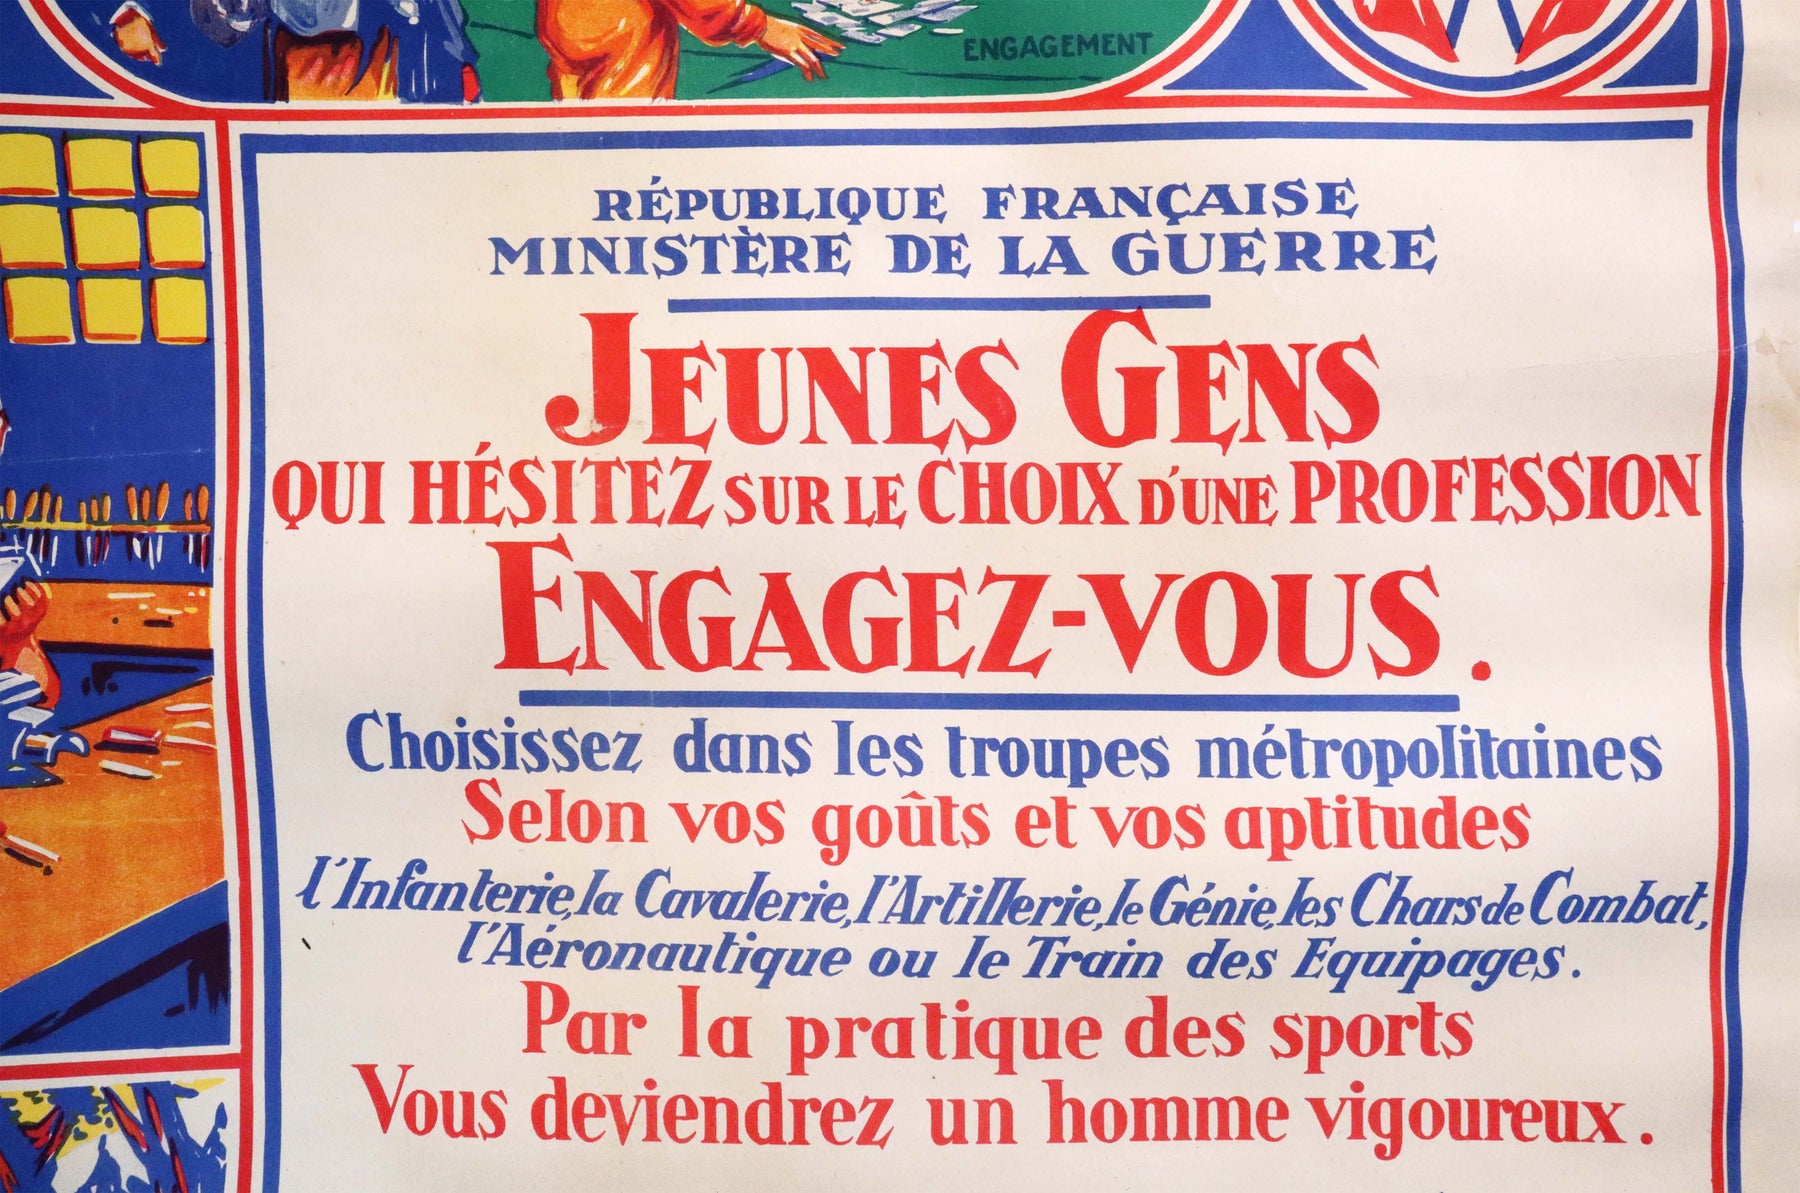 ENGAGEMENT
RÉPUBLIQUE FRANÇAISE
MINISTÈRE DE LA GUERRE
JEUNES GENS
QUI HÉSITEZ SUR LE CHOIX D'UNE PROFESSION
ENGAGEZ-VOUS.
Choisissez dans les troupes métropolitaines
Selon vos goûts et vos aptitudes
l'Infanterie, la Cavalerie, l'Artillerie, le Génie, les Chars de Combat,
l'Aéronautique ou le Train des Equipages.
Par la pratique des sports
Vous deviendrez un homme vigoureux.